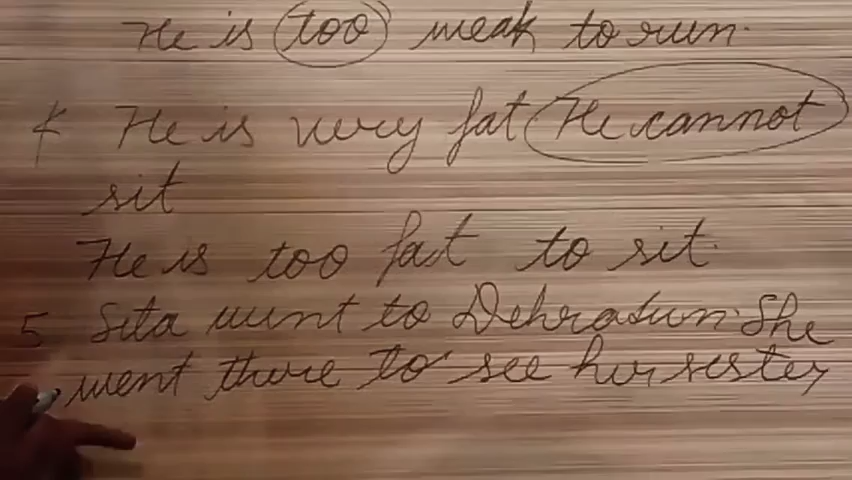 He is too weak to run.
4 He is very fat He cannot
sit
He is too fat to sit.
5 Sita went to Dehradun. She
went there to see her sister